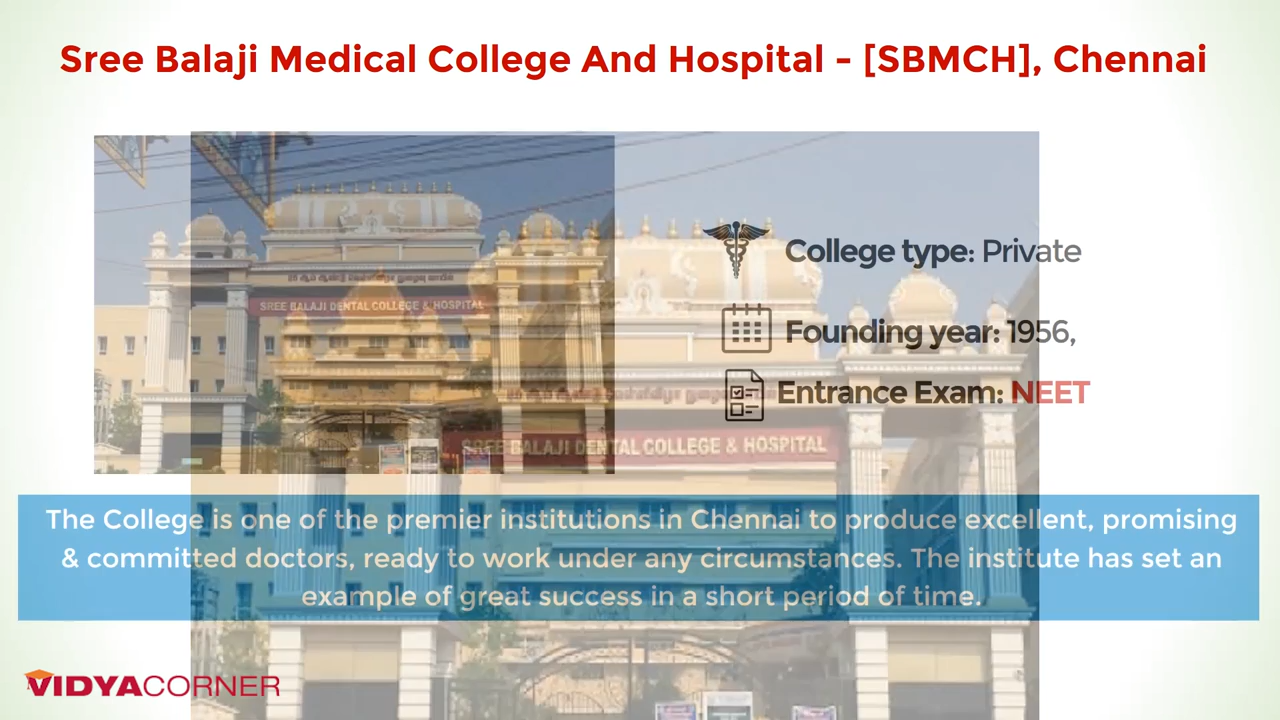 Sree Balaji Medical College And Hospital - [SBMCH], Chennai
SREE BALAJI DENTAL COLLEGE & HOSPITAL
College type: Private
Founding year: 1956,
Entrance Exam: NEET
SREE BALAJI DENTAL COLLEGE & HOSPITAL
The College is one of the premier institutions in Chennai to produce excellent, promising
& committed doctors, ready to work under any circumstances. The institute has set an
example of great success in a short period of time.
VIDYACORNER